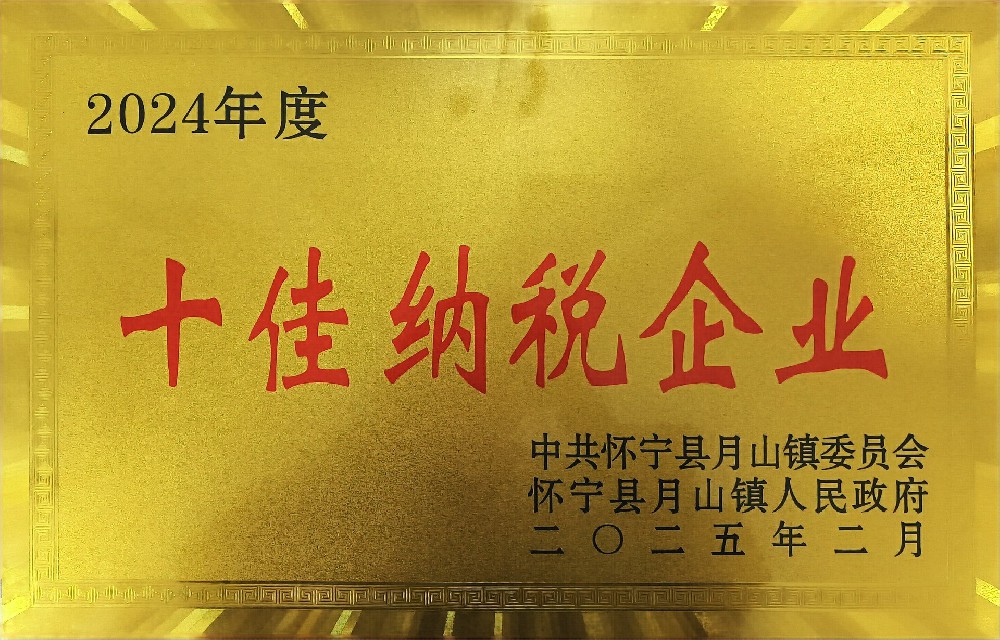 2024年度
十佳纳税企业
中共怀宁县月山镇委员会
怀宁县月山镇人民政府
二〇二五年二月